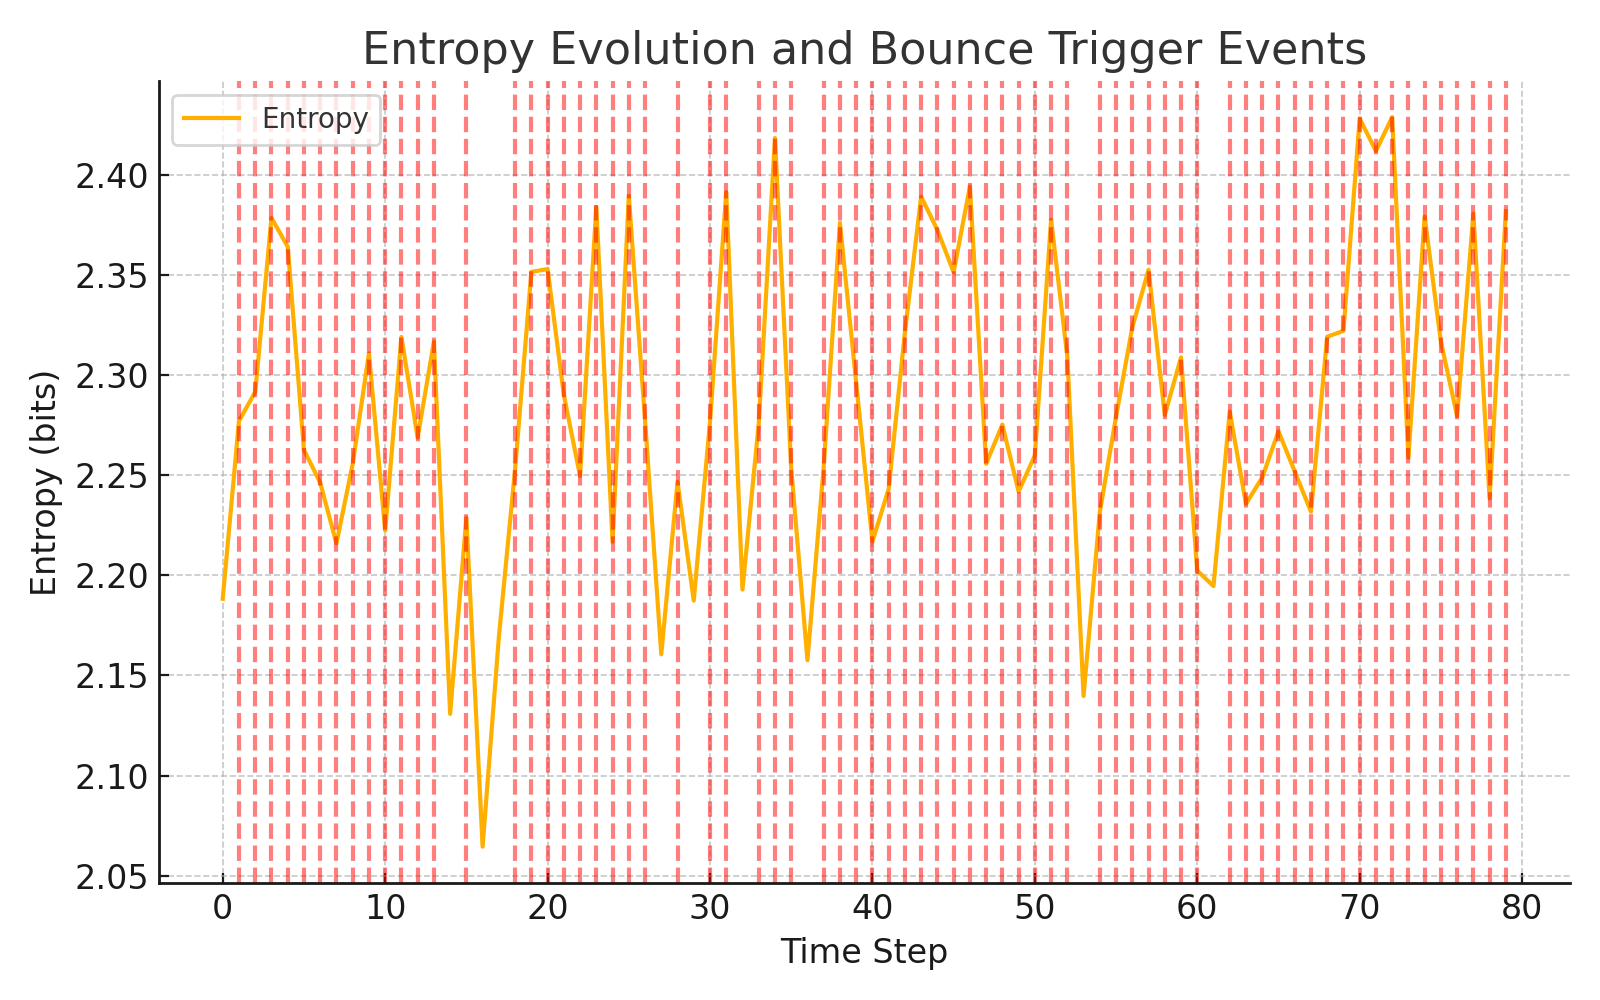 Entropy Evolution and Bounce Trigger Events
Entropy
Entropy (bits)
2.40
2.35
2.30
2.25
2.20
2.15
2.10
2.05
0 10 20 30 40 50 60 70 80
Time Step